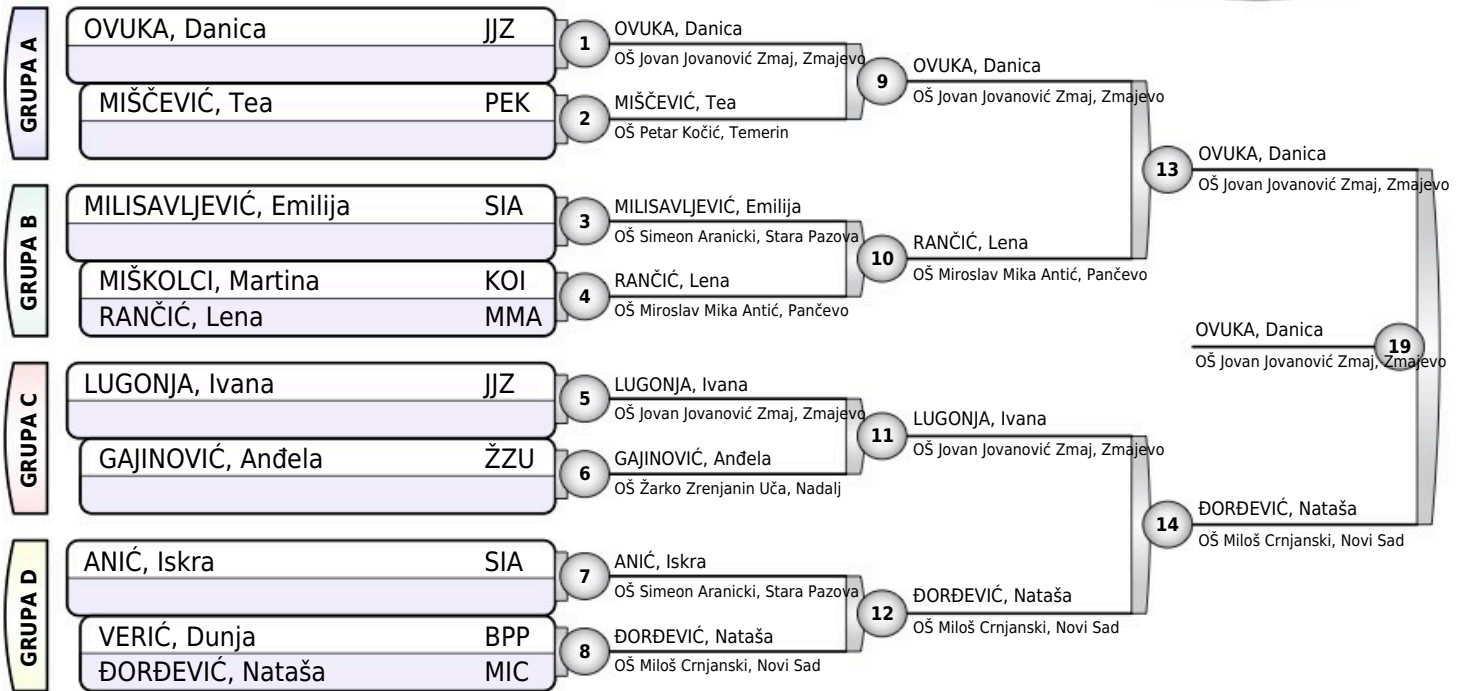 GRUPA A
OVUKA, Danica JJZ
MIŠČEVIĆ, Tea PEK
GRUPA B
MILISAVLJEVIĆ, Emilija SIA
MIŠKOLCI, Martina KOI
RANČIĆ, Lena MMA
GRUPA C
LUGONJA, Ivana JJZ
GAJINOVIĆ, Anđela ŽZU
GRUPA D
ANIĆ, Iskra SIA
VERIĆ, Dunja BPP
ĐORĐEVIĆ, Nataša MIC
1
OVUKA, Danica
OŠ Jovan Jovanović Zmaj, Zmajevo
2
MIŠČEVIĆ, Tea
OŠ Petar Kočić, Temerin
3
MILISAVLJEVIĆ, Emilija
OŠ Simeon Aranicki, Stara Pazova
4
RANČIĆ, Lena
OŠ Miroslav Mika Antić, Pančevo
5
LUGONJA, Ivana
OŠ Jovan Jovanović Zmaj, Zmajevo
6
GAJINOVIĆ, Anđela
OŠ Žarko Zrenjanin Uča, Nadalj
7
ANIĆ, Iskra
OŠ Simeon Aranicki, Stara Pazova
8
ĐORĐEVIĆ, Nataša
OŠ Miloš Crnjanski, Novi Sad
9
OVUKA, Danica
OŠ Jovan Jovanović Zmaj, Zmajevo
10
RANČIĆ, Lena
OŠ Miroslav Mika Antić, Pančevo
11
LUGONJA, Ivana
OŠ Jovan Jovanović Zmaj, Zmajevo
12
ĐORĐEVIĆ, Nataša
OŠ Miloš Crnjanski, Novi Sad
13
OVUKA, Danica
OŠ Jovan Jovanović Zmaj, Zmajevo
14
ĐORĐEVIĆ, Nataša
OŠ Miloš Crnjanski, Novi Sad
OVUKA, Danica
19
OŠ Jovan Jovanović Zmaj, Zmajevo